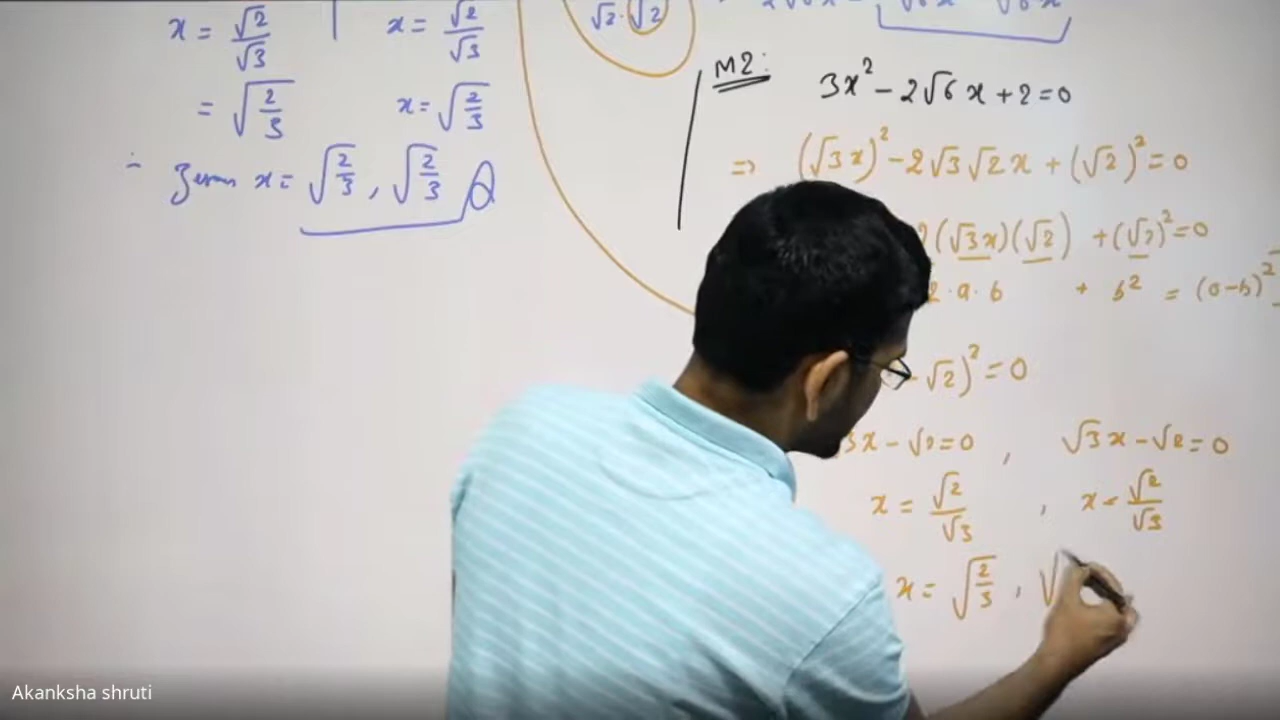 x = √2/√3 | x = √2/√3
= √(2/3) x = √(2/3)
∴ Zeroes x = √(2/3) , √(2/3)
√2 · √2
M2: 3x² - 2√6 x + 2 = 0
=> (√3 x)² - 2√3 √2 x + (√2)² = 0
(√3 x)(√2) + (√2)² = 0
2 · a · b + b² = (a-b)²
- √2)² = 0
3x - √2 = 0 , √3 x - √2 = 0
x = √2/√3 , x = √2/√3
x = √(2/3) , √
Akanksha shruti